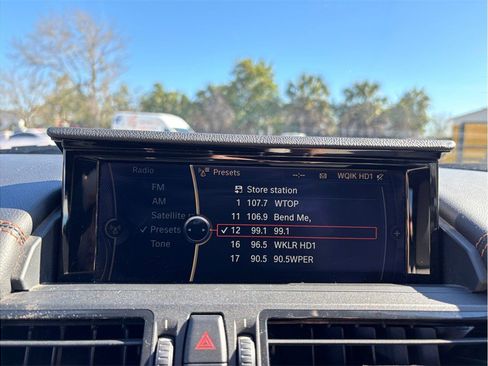 Radio
Presets --:-- WQIK HD1
FM
AM
Satellite
✓ Presets
Tone
Store station
1 107.7 WTOP
11 106.9 Bend Me,
✓ 12 99.1 99.1
16 96.5 WKLR HD1
17 90.5 90.5WPER